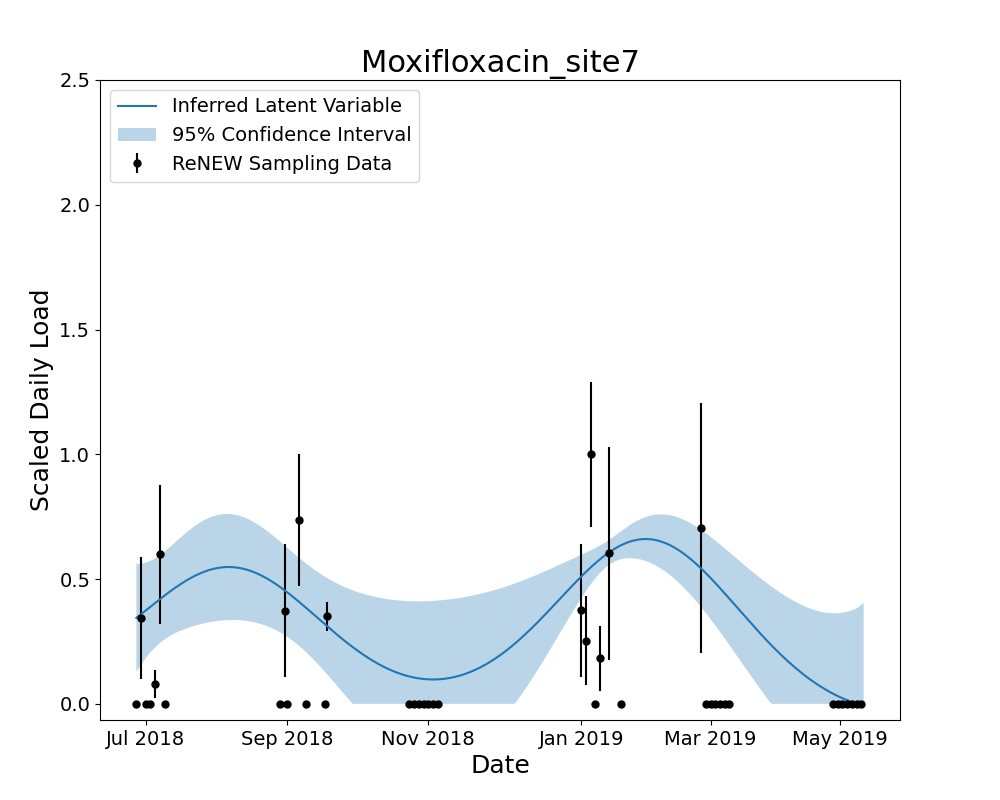 Moxifloxacin_site7
2.5
2.0
1.5
1.0
0.5
0.0
Scaled Daily Load
Inferred Latent Variable
95% Confidence Interval
ReNEW Sampling Data
Jul 2018 Sep 2018 Nov 2018 Jan 2019 Mar 2019 May 2019
Date